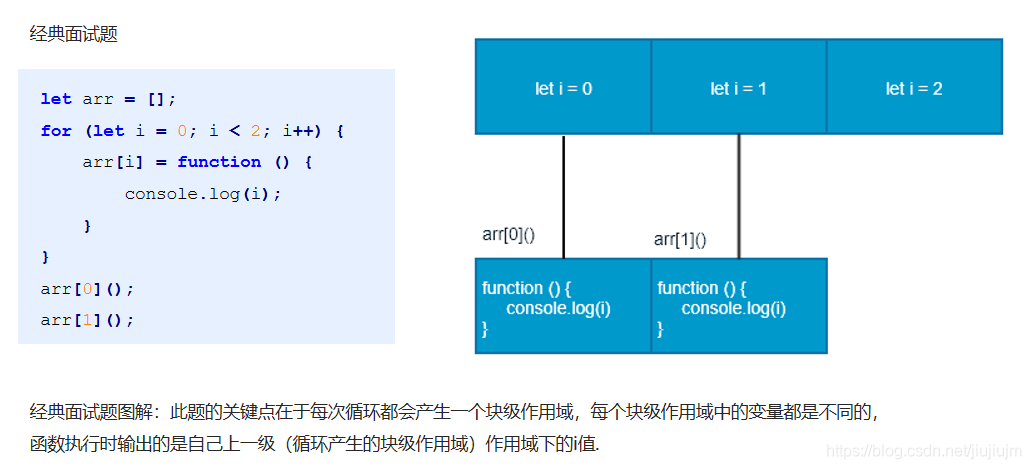 经典面试题
let arr = [];
for (let i = 0; i < 2; i++) {
    arr[i] = function () {
        console.log(i);
    }
}
arr[0]();
arr[1]();
let i = 0
let i = 1
let i = 2
arr[0]()
arr[1]()
function () {
    console.log(i)
}
function () {
    console.log(i)
}
经典面试题图解：此题的关键点在于每次循环都会产生一个块级作用域，每个块级作用域中的变量都是不同的，
函数执行时输出的是自己上一级（循环产生的块级作用域）作用域下的i值.
https://blog.csdn.net/jiujiujm